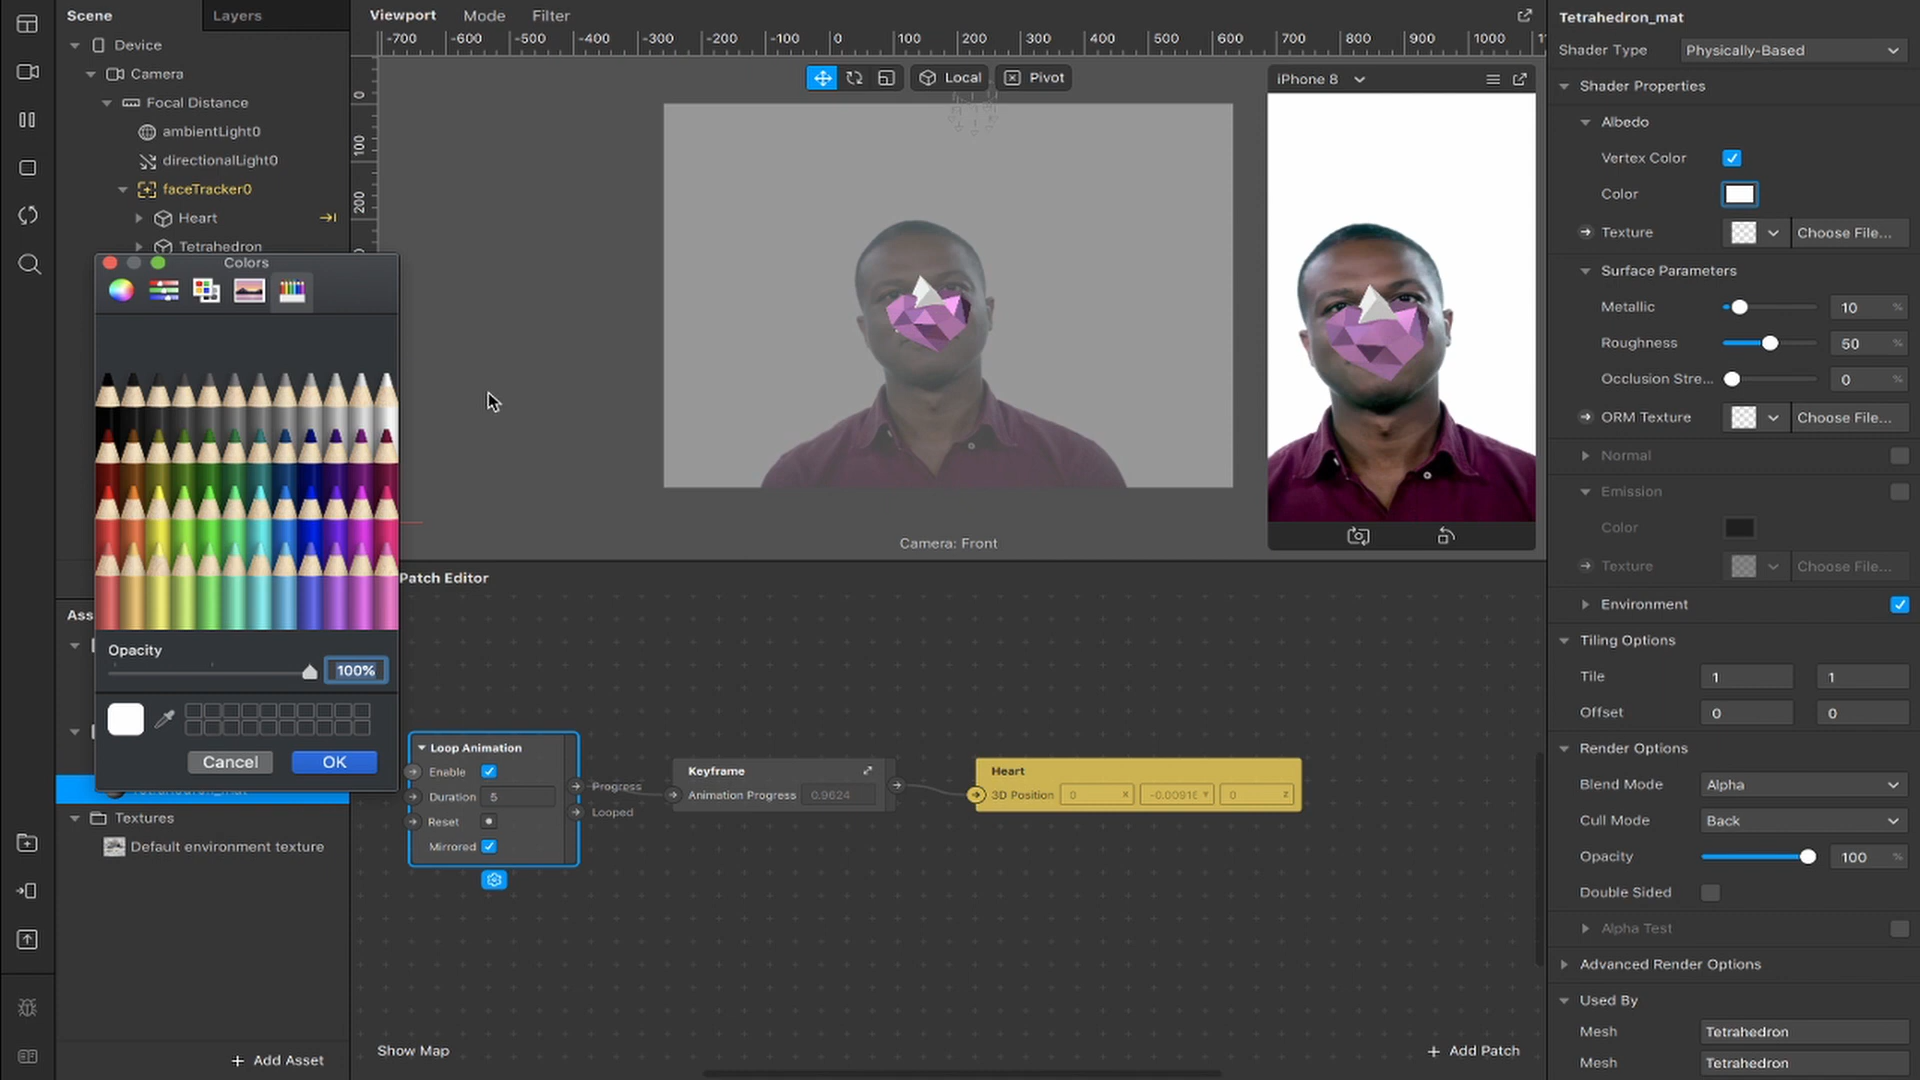 Scene
Layers
Device
Camera
Focal Distance
ambientLight0
directionalLight0
faceTracker0
Heart
Tetrahedron
Colors
Opacity
100%
Cancel
OK
Ass
Textures
Default environment texture
+ Add Asset
Viewport
Mode
Filter
-700 -600 -500 -400 -300 -200 -100 0 100 200 300 400 500 600 700 800 900 1000
0
100
200
Local
Pivot
Camera: Front
iPhone 8
Patch Editor
Loop Animation
Enable
Duration 5
Reset
Mirrored
Progress
Looped
Keyframe
Animation Progress 0.9624
Heart
3D Position 0 x -0.00916 Y 0 z
Show Map
+ Add Patch
Tetrahedron_mat
Shader Type Physically-Based
Shader Properties
Albedo
Vertex Color
Color
Texture Choose File...
Surface Parameters
Metallic 10 %
Roughness 50 %
Occlusion Stre... 0 %
ORM Texture Choose File...
Normal
Emission
Color
Texture Choose File...
Environment
Tiling Options
Tile 1 1
Offset 0 0
Render Options
Blend Mode Alpha
Cull Mode Back
Opacity 100 %
Double Sided
Alpha Test
Advanced Render Options
Used By
Mesh Tetrahedron
Mesh Tetrahedron